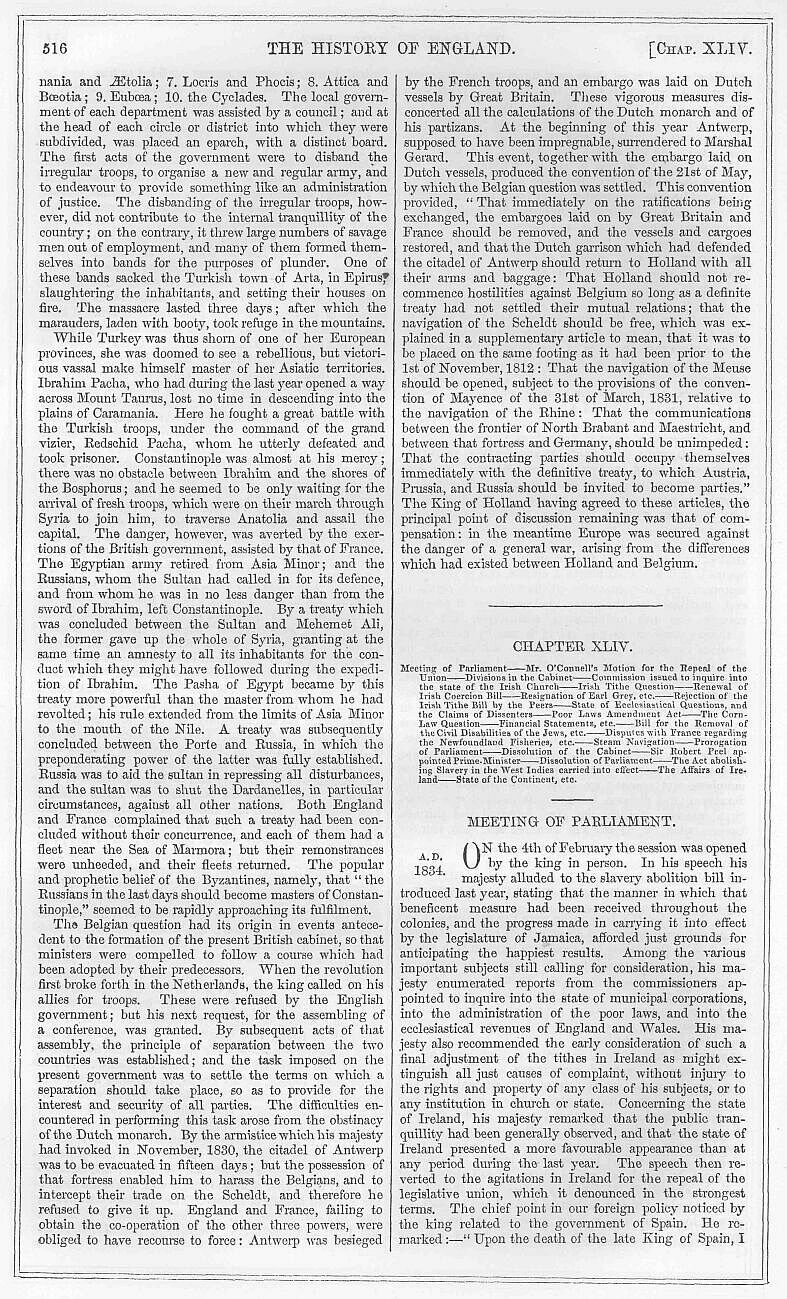 516
THE HISTORY OF ENGLAND.
[CHAP. XLIV.
nania and Ætolia; 7. Locris and Phocis; 8. Attica and
Bœotia; 9. Eubœa; 10. the Cyclades. The local govern-
ment of each department was assisted by a council; and at
the head of each circle or district into which they were
subdivided, was placed an eparch, with a distinct board.
The first acts of the government were to disband the
irregular troops, to organise a new and regular army, and
to endeavour to provide something like an administration
of justice. The disbanding of the irregular troops, how-
ever, did not contribute to the internal tranquillity of the
country; on the contrary, it threw large numbers of savage
men out of employment, and many of them formed them-
selves into bands for the purposes of plunder. One of
these bands sacked the Turkish town of Arta, in Epirus,
slaughtering the inhabitants, and setting their houses on
fire. The massacre lasted three days; after which the
marauders, laden with booty, took refuge in the mountains.
While Turkey was thus shorn of one of her European
provinces, she was doomed to see a rebellious, but victori-
ous vassal make himself master of her Asiatic territories.
Ibrahim Pacha, who had during the last year opened a way
across Mount Taurus, lost no time in descending into the
plains of Caramania. Here he fought a great battle with
the Turkish troops, under the command of the grand
vizier, Redschid Pacha, whom he utterly defeated and
took prisoner. Constantinople was almost at his mercy;
there was no obstacle between Ibrahim and the shores of
the Bosphorus; and he seemed to be only waiting for the
arrival of fresh troops, which were on their march through
Syria to join him, to traverse Anatolia and assail the
capital. The danger, however, was averted by the exer-
tions of the British government, assisted by that of France.
The Egyptian army retired from Asia Minor; and the
Russians, whom the Sultan had called in for its defence,
and from whom he was in no less danger than from the
sword of Ibrahim, left Constantinople. By a treaty which
was concluded between the Sultan and Mehemet Ali,
the former gave up the whole of Syria, granting at the
same time an amnesty to all its inhabitants for the con-
duct which they might have followed during the expedi-
tion of Ibrahim. The Pasha of Egypt became by this
treaty more powerful than the master from whom he had
revolted; his rule extended from the limits of Asia Minor
to the mouth of the Nile. A treaty was subsequently
concluded between the Porte and Russia, in which the
preponderating power of the latter was fully established.
Russia was to aid the sultan in repressing all disturbances,
and the sultan was to shut the Dardanelles, in particular
circumstances, against all other nations. Both England
and France complained that such a treaty had been con-
cluded without their concurrence, and each of them had a
fleet near the Sea of Marmora; but their remonstrances
were unheeded, and their fleets returned. The popular
and prophetic belief of the Byzantines, namely, that "the
Russians in the last days should become masters of Constan-
tinople," seemed to be rapidly approaching its fulfilment.
The Belgian question had its origin in events antece-
dent to the formation of the present British cabinet, so that
ministers were compelled to follow a course which had
been adopted by their predecessors. When the revolution
first broke forth in the Netherlands, the king called on his
allies for troops. These were refused by the English
government; but his next request, for the assembling of
a conference, was granted. By subsequent acts of that
assembly, the principle of separation between the two
countries was established; and the task imposed on the
present government was to settle the terms on which a
separation should take place, so as to provide for the
interest and security of all parties. The difficulties en-
countered in performing this task arose from the obstinacy
of the Dutch monarch. By the armistice which his majesty
had invoked in November, 1830, the citadel of Antwerp
was to be evacuated in fifteen days; but the possession of
that fortress enabled him to harass the Belgians, and to
intercept their trade on the Scheldt, and therefore he
refused to give it up. England and France, failing to
obtain the co-operation of the other three powers, were
obliged to have recourse to force: Antwerp was besieged
by the French troops, and an embargo was laid on Dutch
vessels by Great Britain. These vigorous measures dis-
concerted all the calculations of the Dutch monarch and of
his partizans. At the beginning of this year Antwerp,
supposed to have been impregnable, surrendered to Marshal
Gerard. This event, together with the embargo laid on
Dutch vessels, produced the convention of the 21st of May,
by which the Belgian question was settled. This convention
provided, "That immediately on the ratifications being
exchanged, the embargoes laid on by Great Britain and
France should be removed, and the vessels and cargoes
restored, and that the Dutch garrison which had defended
the citadel of Antwerp should return to Holland with all
their arms and baggage: That Holland should not re-
commence hostilities against Belgium so long as a definite
treaty had not settled their mutual relations; that the
navigation of the Scheldt should be free, which was ex-
plained in a supplementary article to mean, that it was to
be placed on the same footing as it had been prior to the
1st of November, 1812: That the navigation of the Meuse
should be opened, subject to the provisions of the conven-
tion of Mayence of the 31st of March, 1831, relative to
the navigation of the Rhine: That the communications
between the frontier of North Brabant and Maestricht, and
between that fortress and Germany, should be unimpeded:
That the contracting parties should occupy themselves
immediately with the definitive treaty, to which Austria,
Prussia, and Russia should be invited to become parties."
The King of Holland having agreed to these articles, the
principal point of discussion remaining was that of com-
pensation: in the meantime Europe was secured against
the danger of a general war, arising from the differences
which had existed between Holland and Belgium.
CHAPTER XLIV.
Meeting of Parliament——Mr. O'Connell's Motion for the Repeal of the
Union——Divisions in the Cabinet——Commission issued to inquire into
the state of the Irish Church——Irish Tithe Question——Renewal of
Irish Coercion Bill——Resignation of Earl Grey, etc.——Rejection of the
Irish Tithe Bill by the Peers——State of Ecclesiastical Questions, and
the Claims of Dissenters——Poor Laws Amendment Act——The Corn-
Law Question——Financial Statements, etc.——Bill for the Removal of
the Civil Disabilities of the Jews, etc.——Disputes with France regarding
the Newfoundland Fisheries, etc.——Steam Navigation——Prorogation
of Parliament——Dissolution of the Cabinet——Sir Robert Peel ap-
pointed Prime-Minister——Dissolution of Parliament——The Act abolish-
ing Slavery in the West Indies carried into effect——The Affairs of Ire-
land——State of the Continent, etc.
MEETING OF PARLIAMENT.
A.D. 1834.
ON the 4th of February the session was opened
by the king in person. In his speech his
majesty alluded to the slavery abolition bill in-
troduced last year, stating that the manner in which that
beneficent measure had been received throughout the
colonies, and the progress made in carrying it into effect
by the legislature of Jamaica, afforded just grounds for
anticipating the happiest results. Among the various
important subjects still calling for consideration, his ma-
jesty enumerated reports from the commissioners ap-
pointed to inquire into the state of municipal corporations,
into the administration of the poor laws, and into the
ecclesiastical revenues of England and Wales. His ma-
jesty also recommended the early consideration of such a
final adjustment of the tithes in Ireland as might ex-
tinguish all just causes of complaint, without injury to
the rights and property of any class of his subjects, or to
any institution in church or state. Concerning the state
of Ireland, his majesty remarked that the public tran-
quillity had been generally observed, and that the state of
Ireland presented a more favourable appearance than at
any period during the last year. The speech then re-
verted to the agitations in Ireland for the repeal of the
legislative union, which it denounced in the strongest
terms. The chief point in our foreign policy noticed by
the king related to the government of Spain. He re-
marked:—"Upon the death of the late King of Spain, I